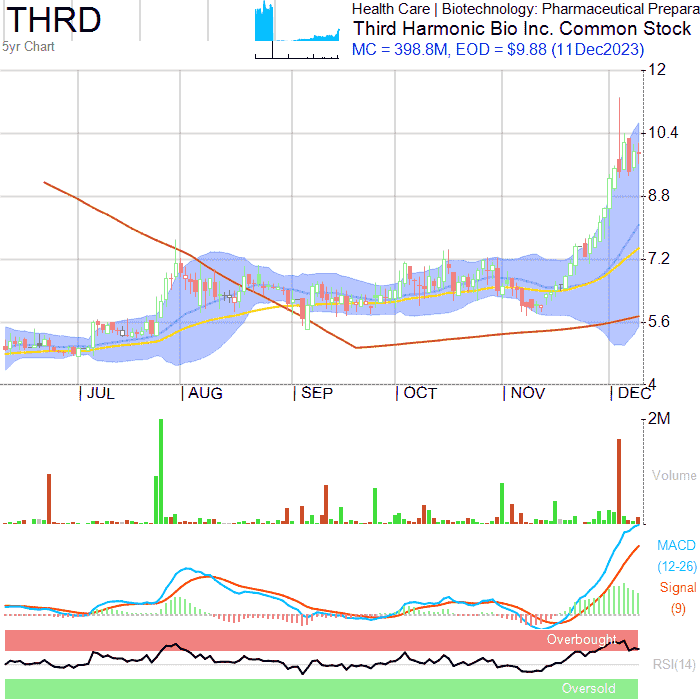 THRD
5yr Chart
Health Care | Biotechnology: Pharmaceutical Prepara
Third Harmonic Bio Inc. Common Stock
MC = 398.8M, EOD = $9.88 (11Dec2023)
12
10.4
8.8
7.2
5.6
4
JUL
AUG
SEP
OCT
NOV
DEC
2M
Volume
MACD
(12-26)
Signal
(9)
Overbought
RSI(14)
Oversold